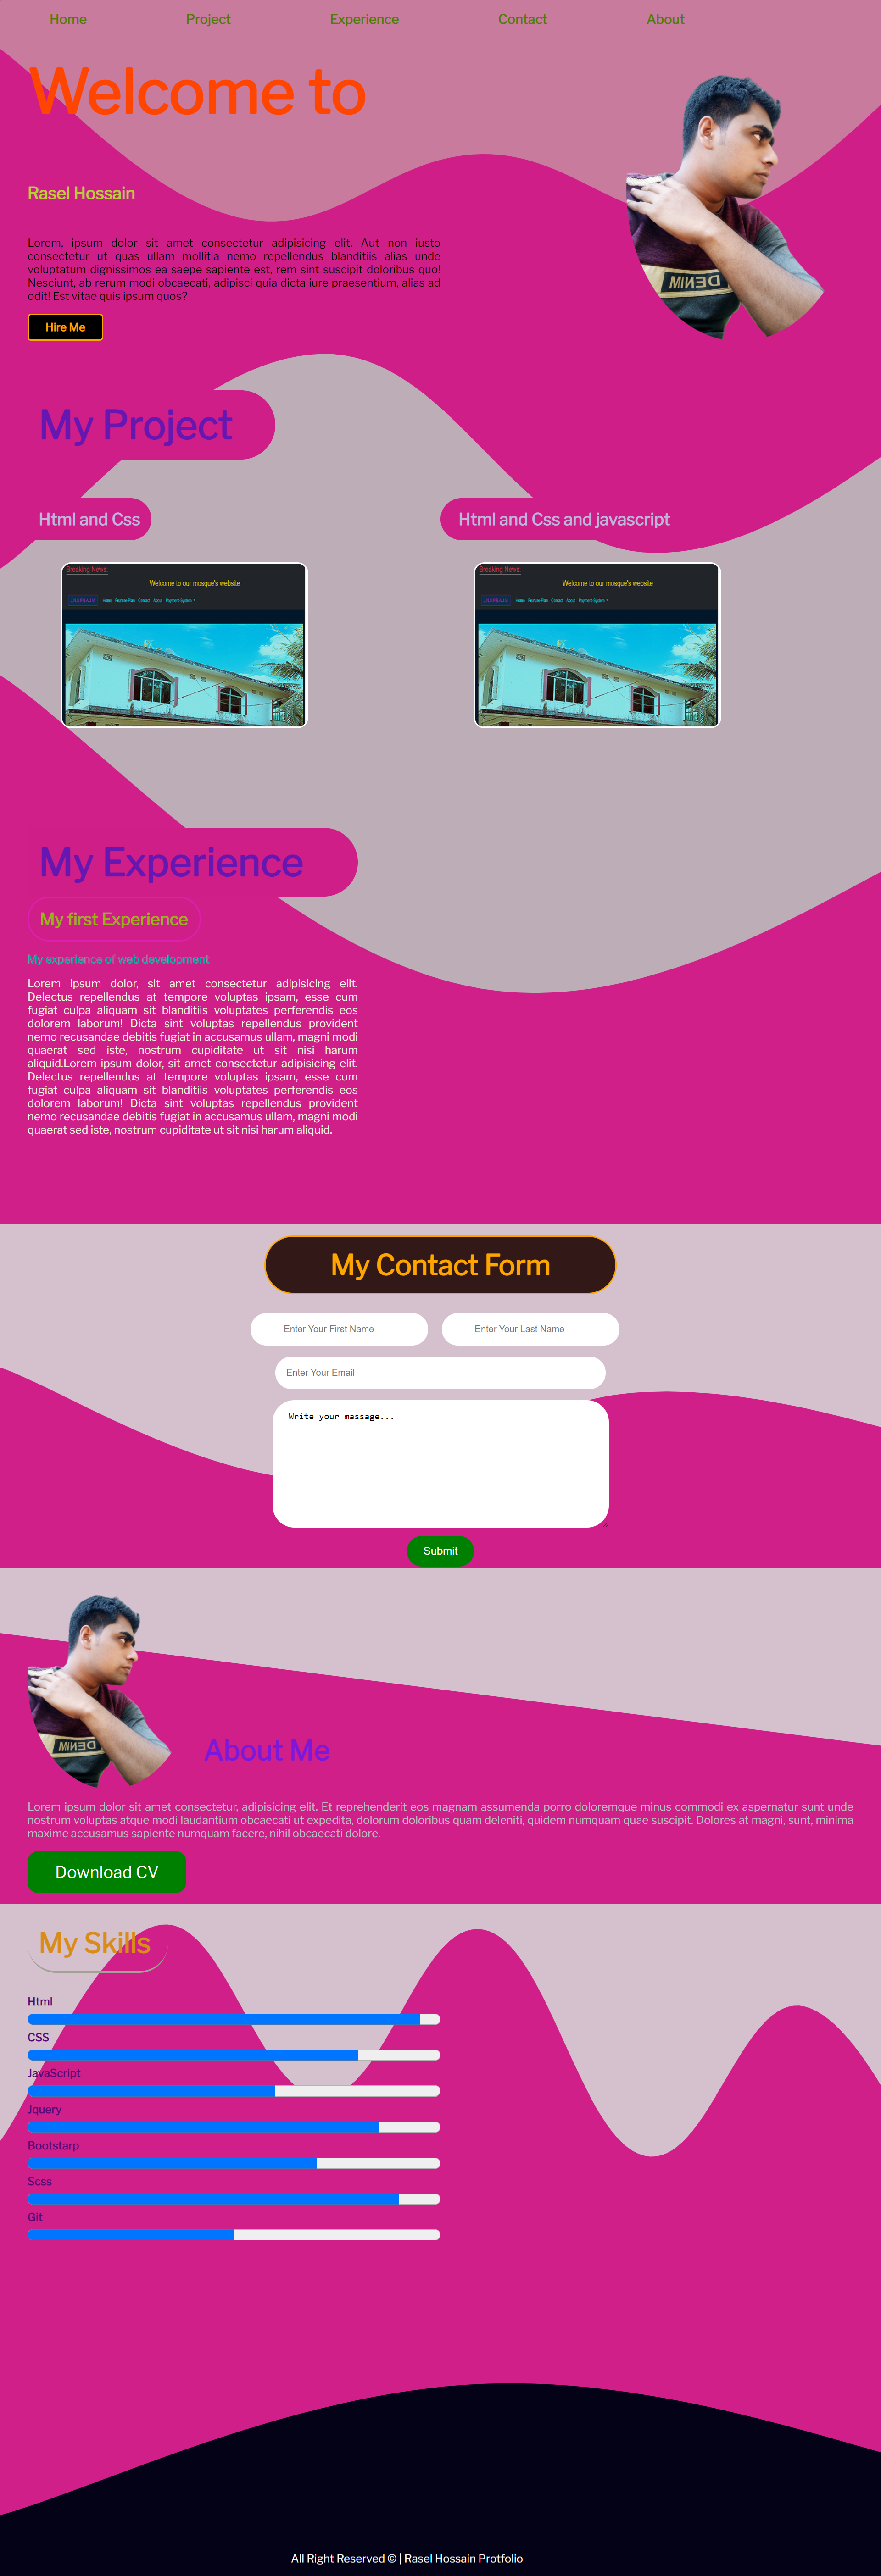 Home Project Experience Contact About
Welcome to
Rasel Hossain
Lorem, ipsum dolor sit amet consectetur adipisicing elit. Aut non iusto
consectetur ut quas ullam mollitia nemo repellendus blanditiis alias unde
voluptatum dignissimos ea saepe sapiente est, rem sint suscipit doloribus quo!
Nesciunt, ab rerum modi obcaecati, adipisci quia dicta iure praesentium, alias ad
odit! Est vitae quis ipsum quos?
Hire Me
My Project
Html and Css
Html and Css and javascript
Breaking News:
Welcome to our mosque's website
Home Feature-Plan Contact About Payment-System
Breaking News:
Welcome to our mosque's website
Home Feature-Plan Contact About Payment-System
My Experience
My first Experience
My experience of web development
Lorem ipsum dolor, sit amet consectetur adipisicing elit.
Delectus repellendus at tempore voluptas ipsam, esse cum
fugiat culpa aliquam sit blanditiis voluptates perferendis eos
dolorem laborum! Dicta sint voluptas repellendus provident
nemo recusandae debitis fugiat in accusamus ullam, magni modi
quaerat sed iste, nostrum cupiditate ut sit nisi harum
aliquid.Lorem ipsum dolor, sit amet consectetur adipisicing elit.
Delectus repellendus at tempore voluptas ipsam, esse cum
fugiat culpa aliquam sit blanditiis voluptates perferendis eos
dolorem laborum! Dicta sint voluptas repellendus provident
nemo recusandae debitis fugiat in accusamus ullam, magni modi
quaerat sed iste, nostrum cupiditate ut sit nisi harum aliquid.
My Contact Form
Enter Your First Name
Enter Your Last Name
Enter Your Email
Write your massage...
Submit
About Me
Lorem ipsum dolor sit amet consectetur, adipisicing elit. Et reprehenderit eos magnam assumenda porro doloremque minus commodi ex aspernatur sunt unde
nostrum voluptas atque modi laudantium obcaecati ut expedita, dolorum doloribus quam deleniti, quidem numquam quae suscipit. Dolores at magni, sunt, minima
maxime accusamus sapiente numquam facere, nihil obcaecati dolore.
Download CV
My Skills
Html
CSS
JavaScript
Jquery
Bootstarp
Scss
Git
All Right Reserved © | Rasel Hossain Protfolio